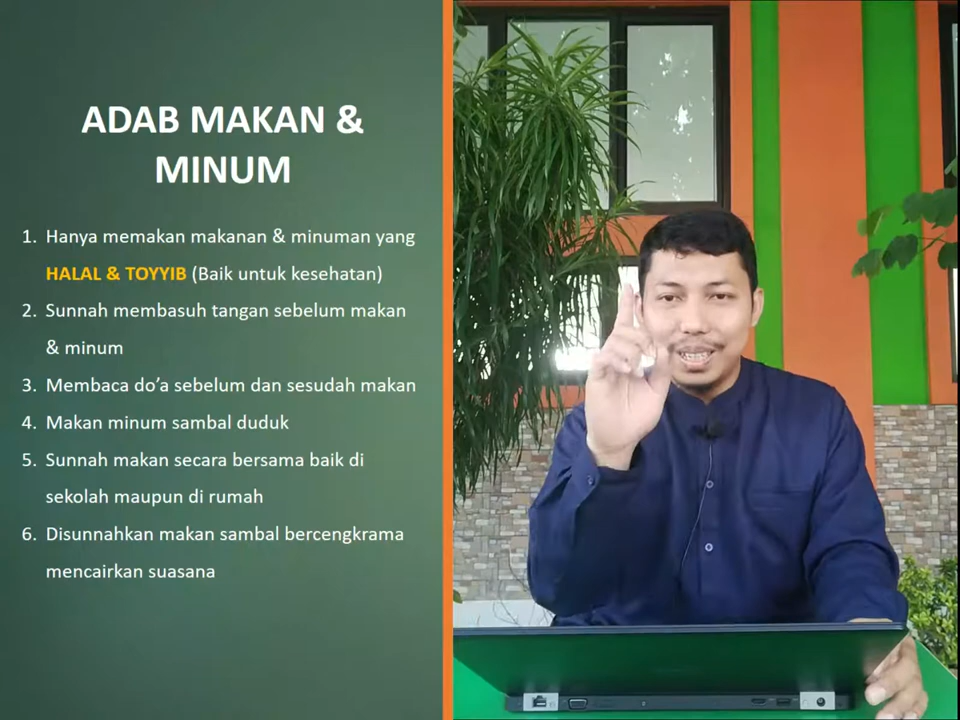 ADAB MAKAN &
MINUM
1. Hanya memakan makanan & minuman yang
HALAL & TOYYIB (Baik untuk kesehatan)
2. Sunnah membasuh tangan sebelum makan
& minum
3. Membaca do’a sebelum dan sesudah makan
4. Makan minum sambal duduk
5. Sunnah makan secara bersama baik di
sekolah maupun di rumah
6. Disunnahkan makan sambal bercengkrama
mencairkan suasana